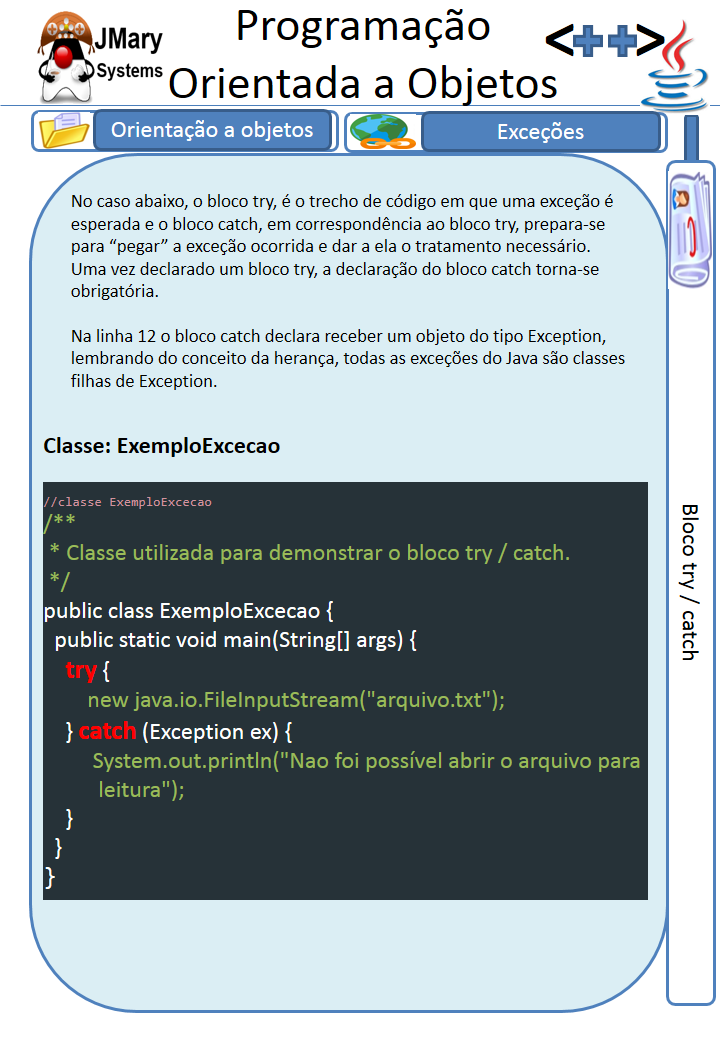 JMary
Systems
Programação
Orientada a Objetos
<++>
Orientação a objetos
Exceções
No caso abaixo, o bloco try, é o trecho de código em que uma exceção é
esperada e o bloco catch, em correspondência ao bloco try, prepara-se
para “pegar” a exceção ocorrida e dar a ela o tratamento necessário.
Uma vez declarado um bloco try, a declaração do bloco catch torna-se
obrigatória.
Na linha 12 o bloco catch declara receber um objeto do tipo Exception,
lembrando do conceito da herança, todas as exceções do Java são classes
filhas de Exception.
Classe: ExemploExcecao
//classe ExemploExcecao
/**
* Classe utilizada para demonstrar o bloco try / catch.
*/
public class ExemploExcecao {
public static void main(String[] args) {
try {
new java.io.FileInputStream("arquivo.txt");
} catch (Exception ex) {
System.out.println("Nao foi possível abrir o arquivo para
leitura");
}
}
}
Bloco try / catch